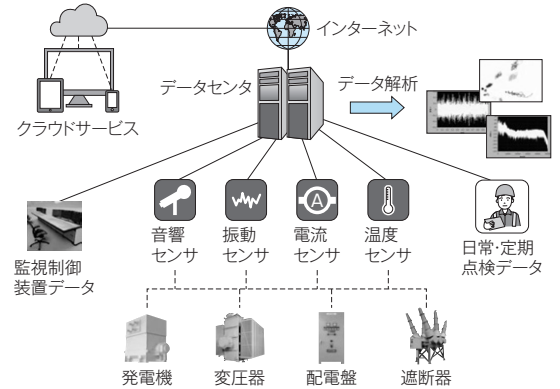 インターネット
データセンタ
データ解析
クラウドサービス
A
音響
センサ
振動
センサ
電流
センサ
温度
センサ
監視制御
装置データ
日常・定期
点検データ
発電機
変圧器
配電盤
遮断器